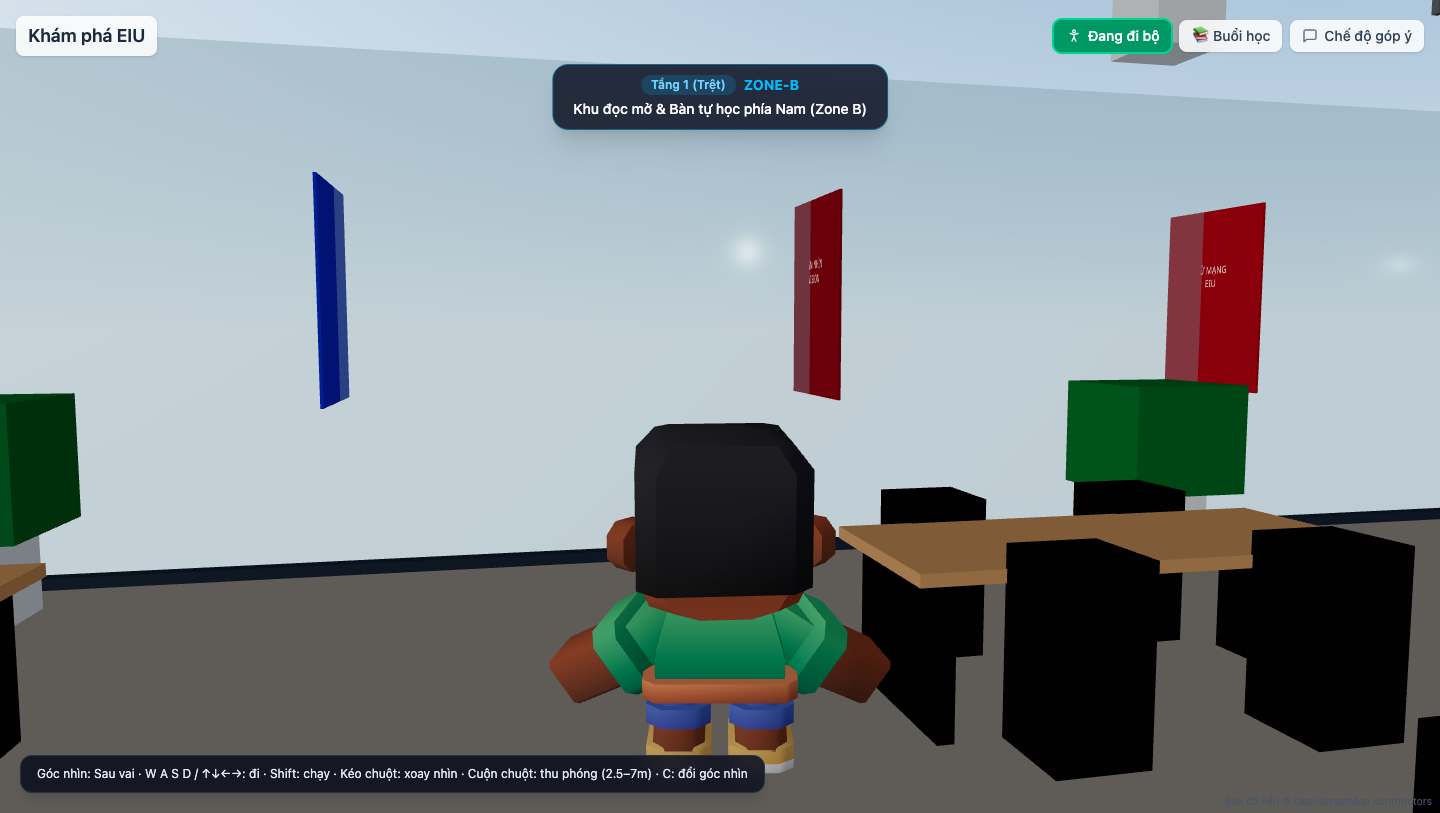 Khám phá EIU
Đang đi bộ
Buổi học
Chế độ góp ý
Tầng 1 (Trệt) ZONE-B
Khu đọc mở & Bàn tự học phía Nam (Zone B)
MẠNG
EIU
Góc nhìn: Sau vai · W A S D / ↑↓←→: đi · Shift: chạy · Kéo chuột: xoay nhìn · Cuộn chuột: thu phóng (2.5–7m) · C: đổi góc nhìn
© OpenStreetMap contributors